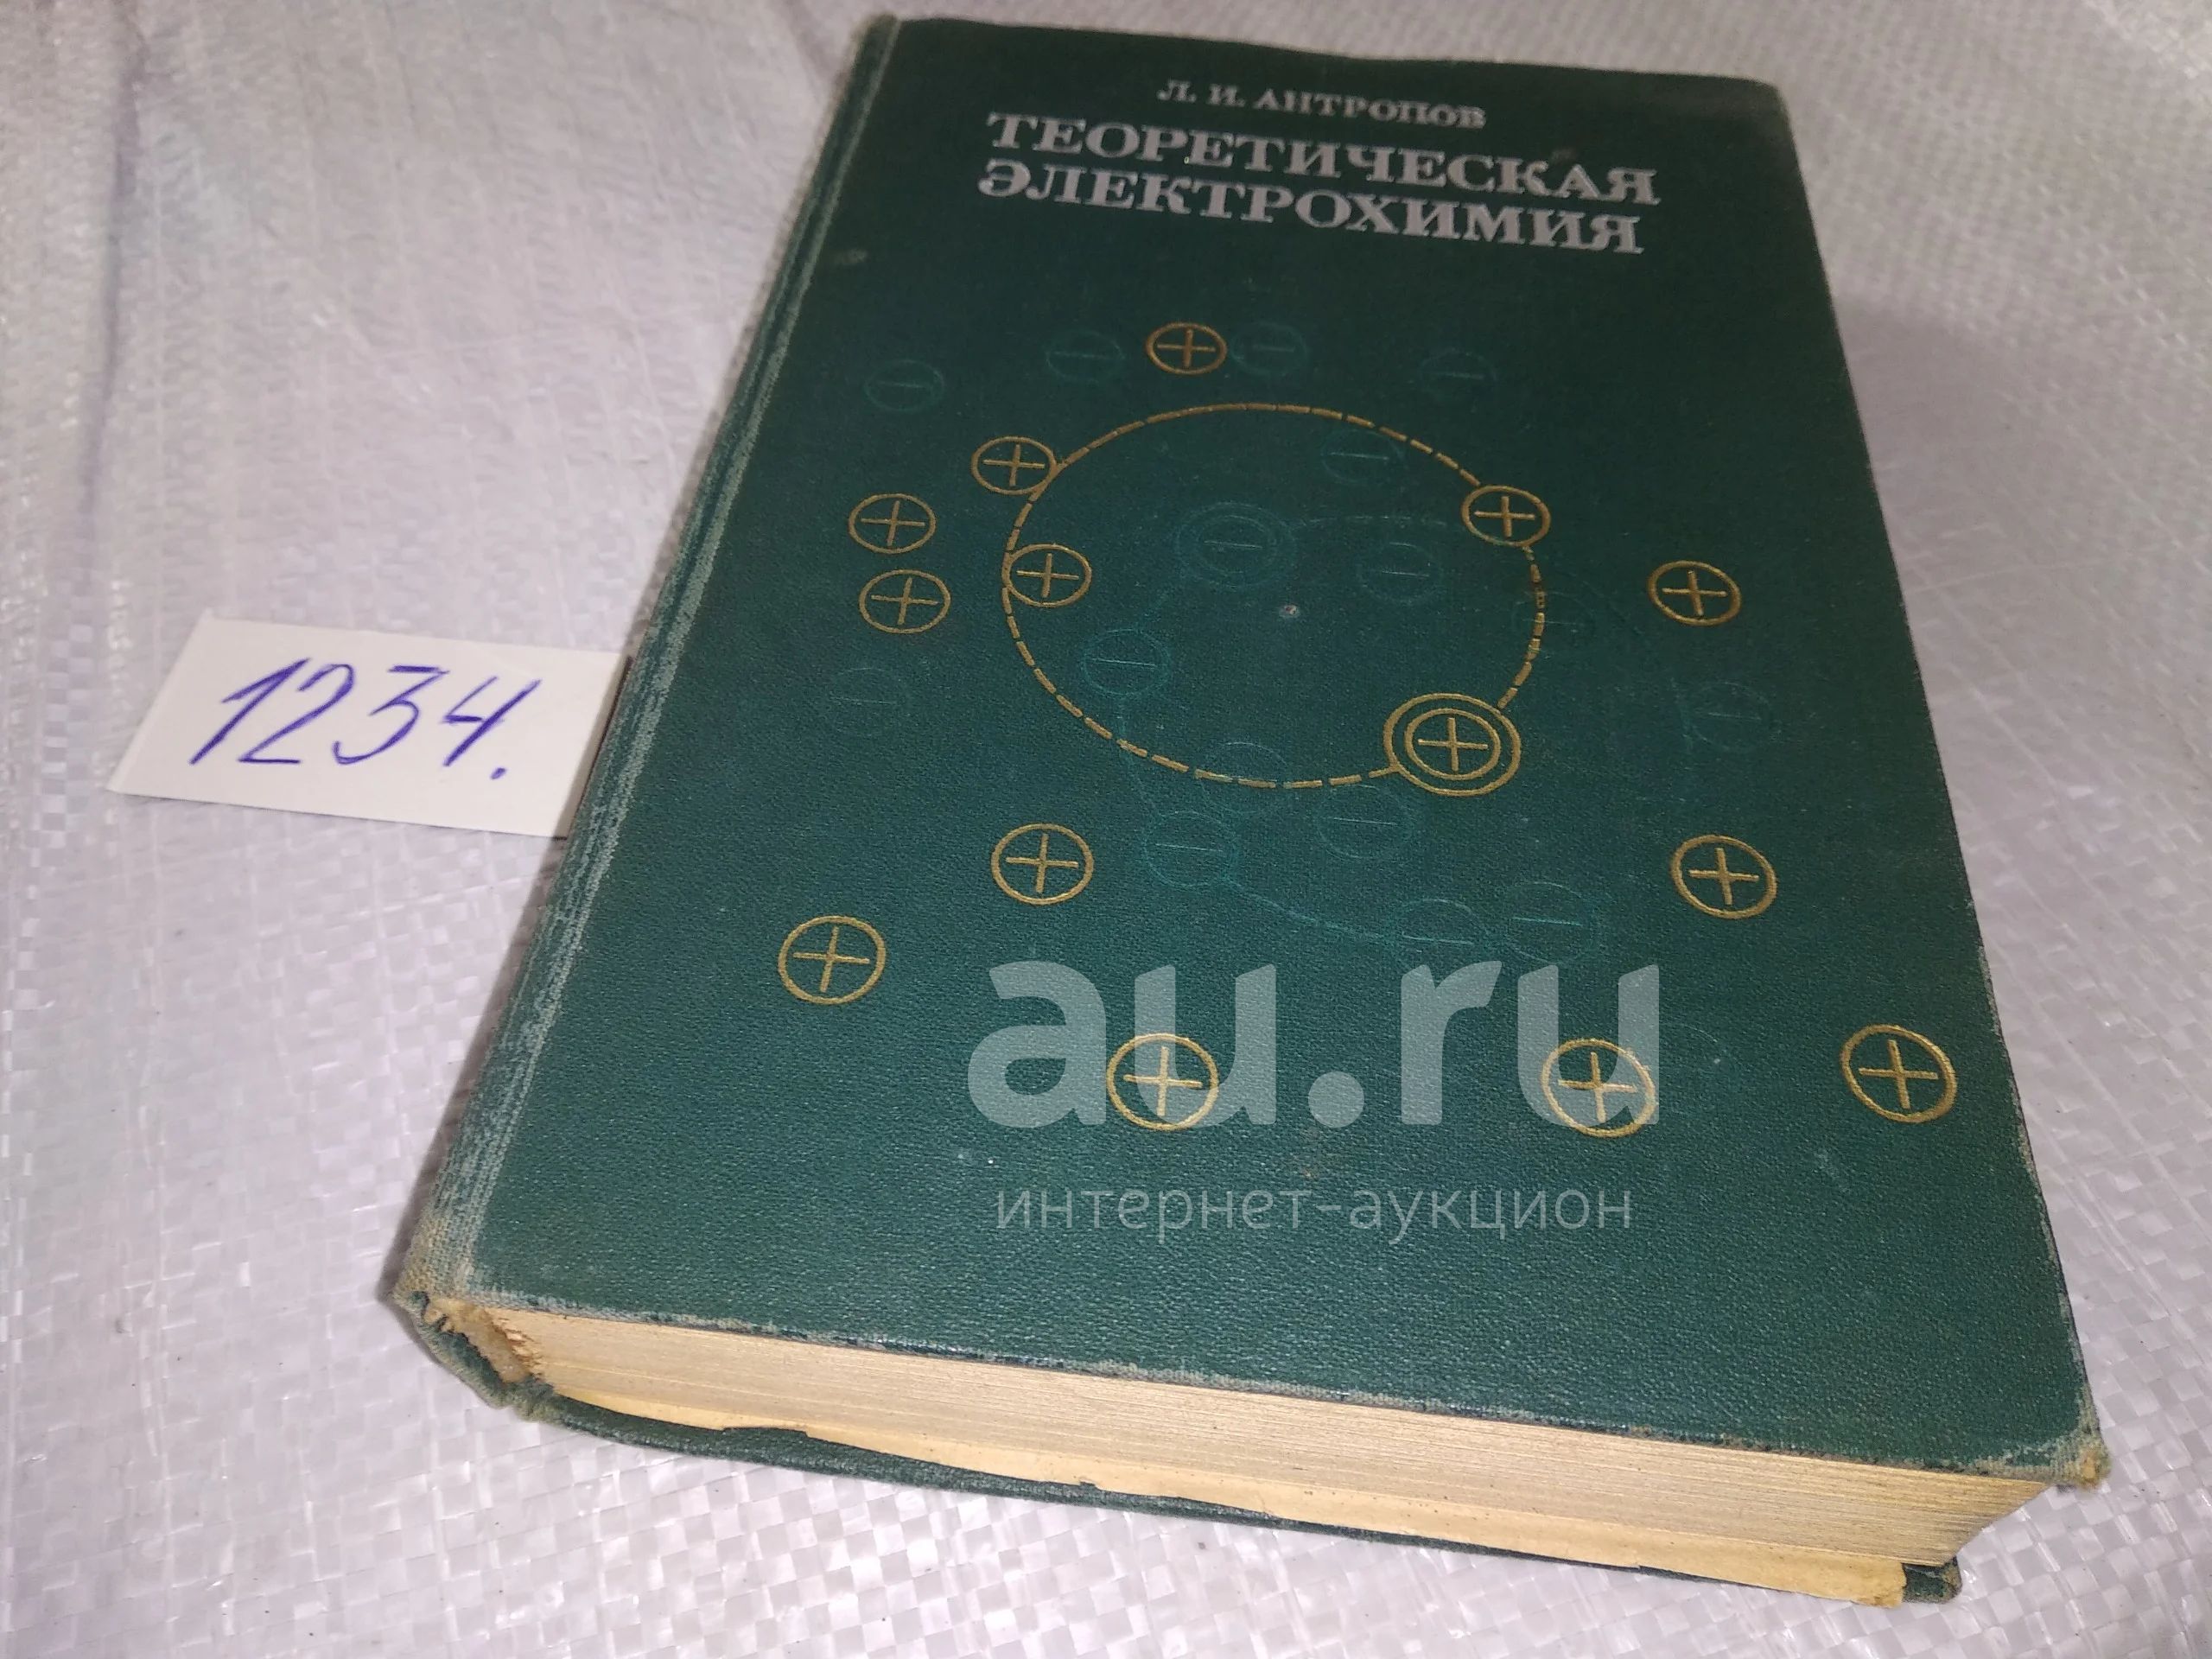 Л. И. АНТРОПОВ
ТЕОРЕТИЧЕСКАЯ
ЭЛЕКТРОХИМИЯ
1234.
au.ru
интернет-аукцион